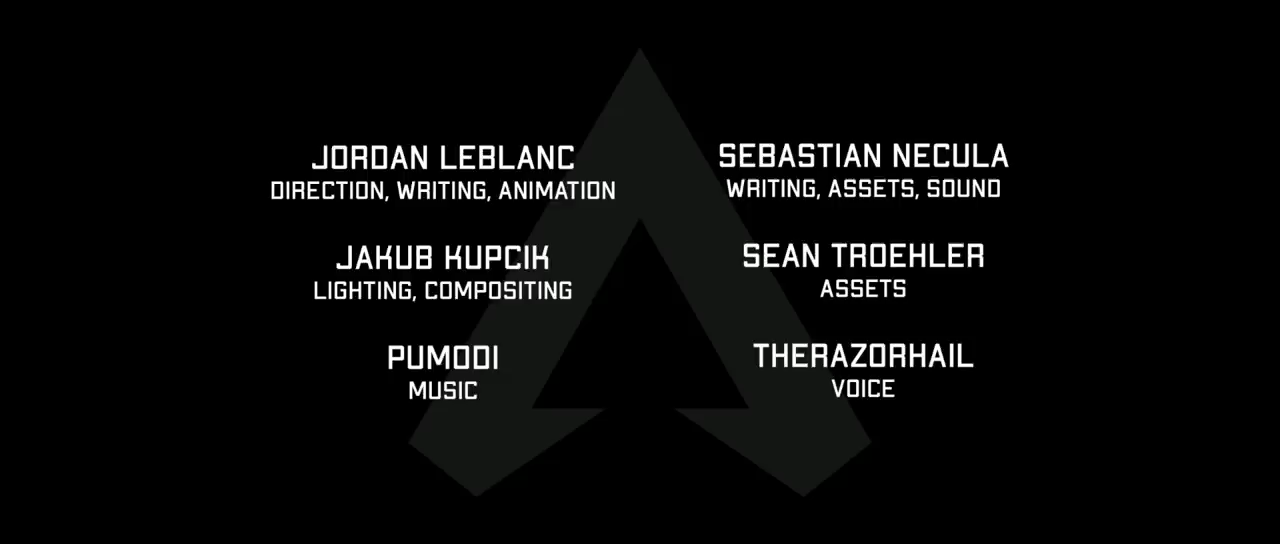 JORDAN LEBLANC
DIRECTION, WRITING, ANIMATION
SEBASTIAN NECULA
WRITING, ASSETS, SOUND
JAKUB KUPCIK
LIGHTING, COMPOSITING
SEAN TROEHLER
ASSETS
PUMODI
MUSIC
THERAZORHAIL
VOICE